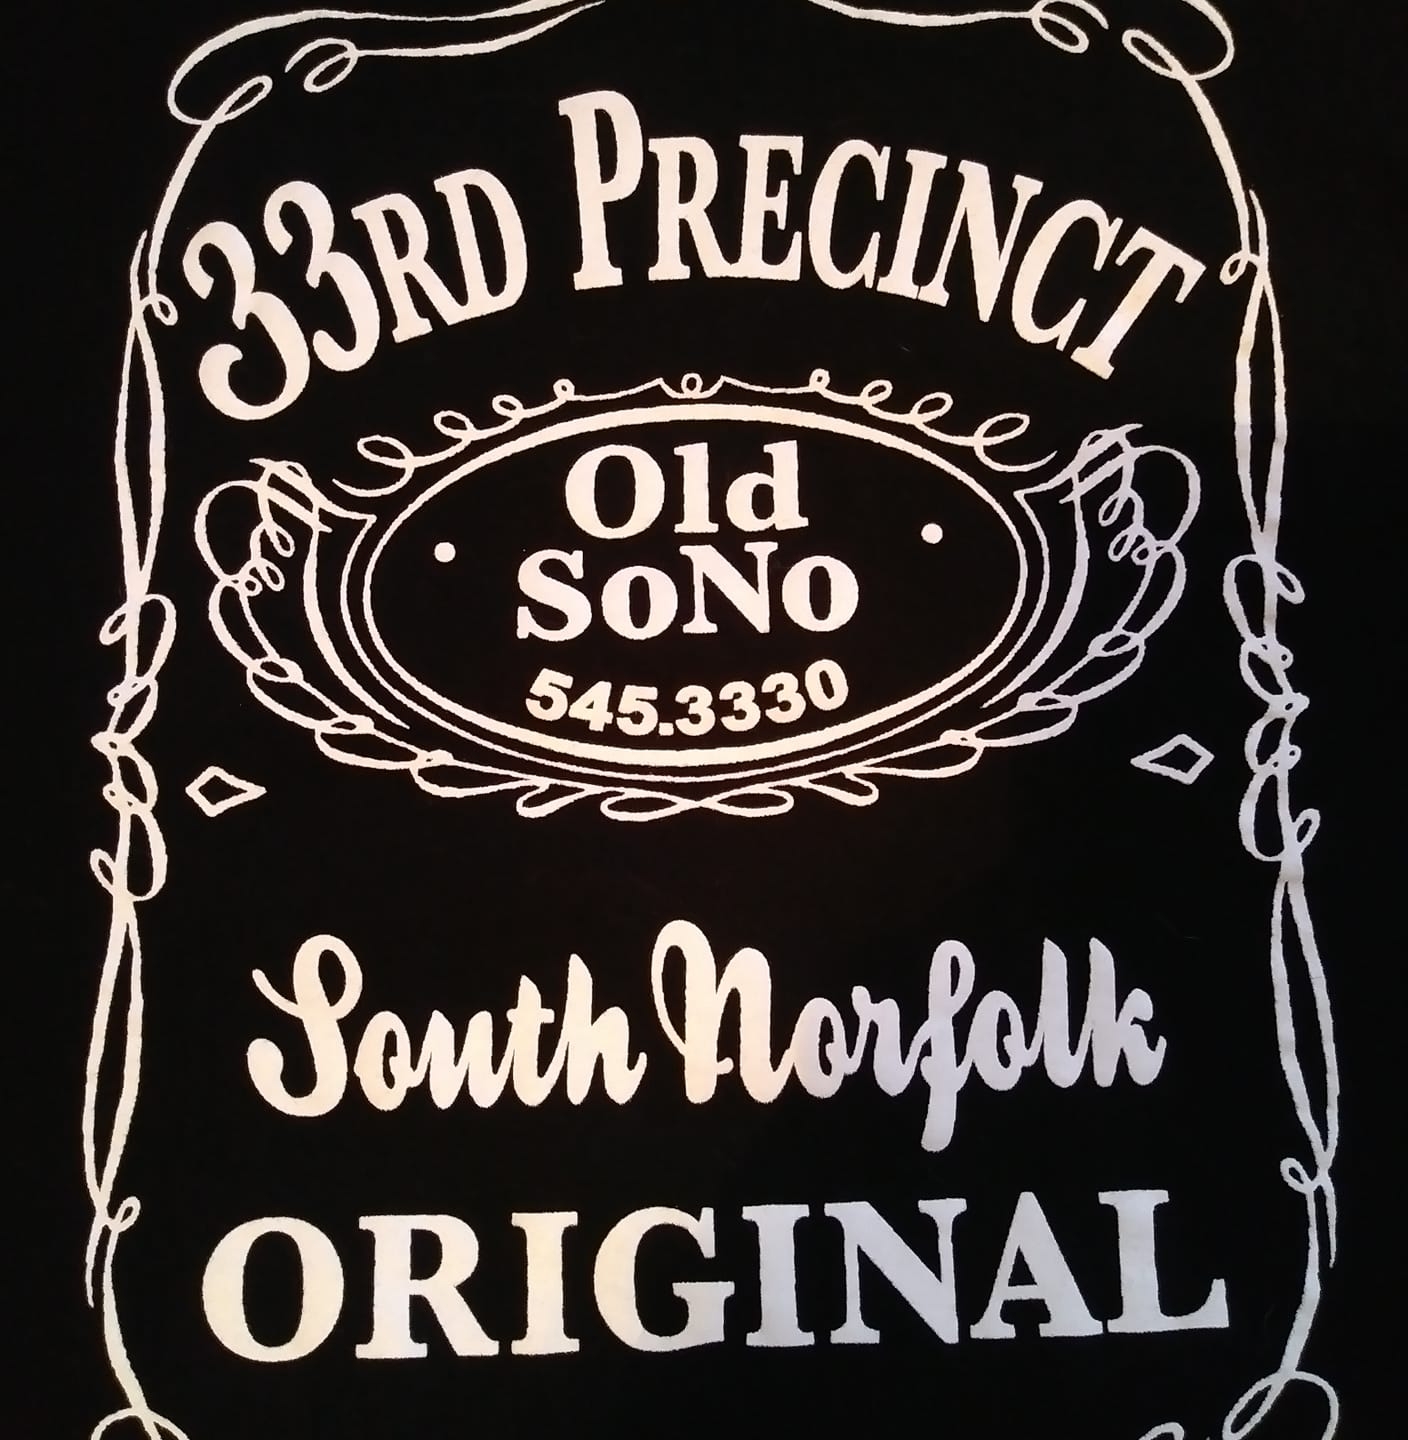 33RD PRECINCT
Old
SoNo
545.3330
South Norfolk
ORIGINAL